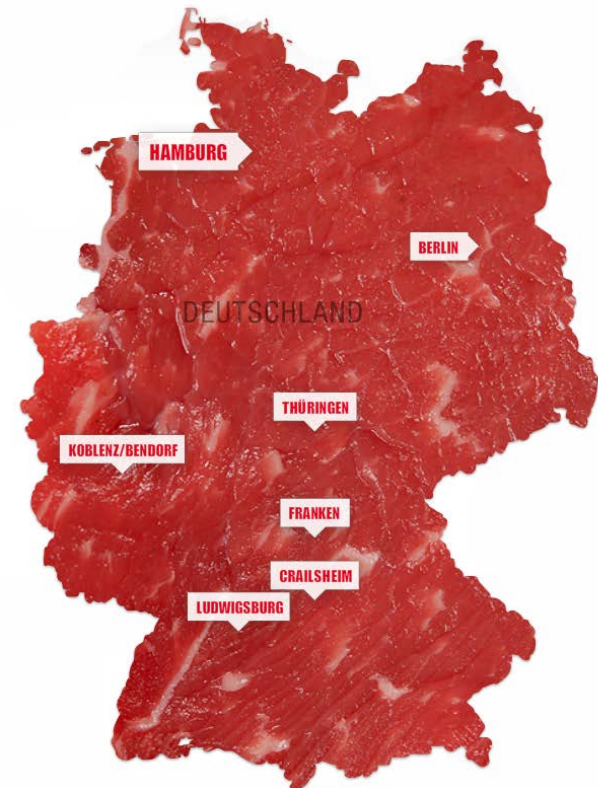 HAMBURG
BERLIN
DEUTSCHLAND
THÜRINGEN
KOBLENZ/BENDORF
FRANKEN
CRAILSHEIM
LUDWIGSBURG